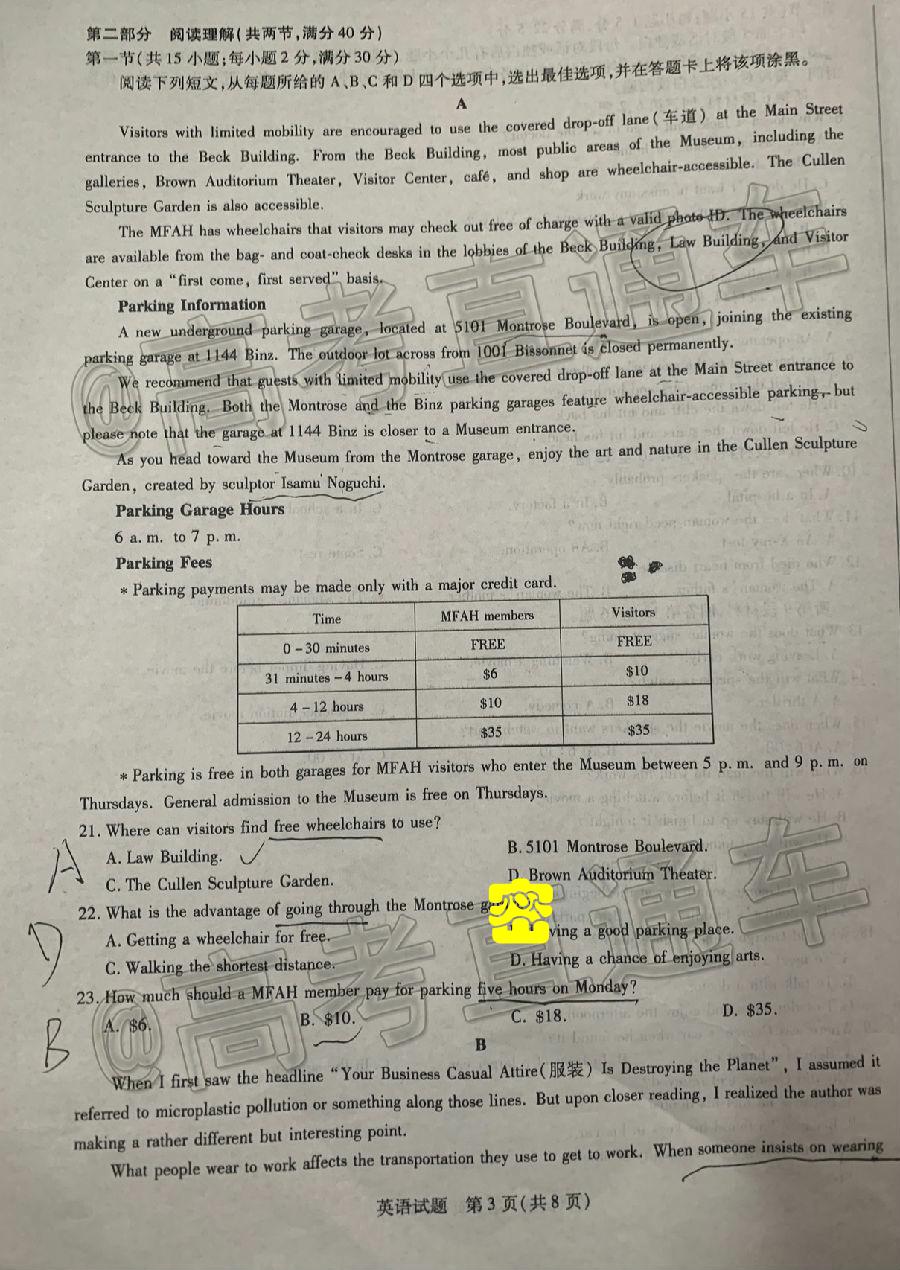 第二部分 阅读理解(共两节,满分40分)
第一节(共15小题;每小题2分,满分30分)
阅读下列短文,从每题所给的A、B、C和D四个选项中,选出最佳选项,并在答题卡上将该项涂黑。
A
Visitors with limited mobility are encouraged to use the covered drop-off lane(车道) at the Main Street
entrance to the Beck Building. From the Beck Building, most public areas of the Museum, including the
galleries, Brown Auditorium Theater, Visitor Center, café, and shop are wheelchair-accessible. The Cullen
Sculpture Garden is also accessible.
The MFAH has wheelchairs that visitors may check out free of charge with a valid photo ID. The wheelchairs
are available from the bag- and coat-check desks in the lobbies of the Beck Building, Law Building, and Visitor
Center on a "first come, first served" basis.
Parking Information
A new underground parking garage, located at 5101 Montrose Boulevard, is open, joining the existing
parking garage at 1144 Binz. The outdoor lot across from 1001 Bissonnet is closed permanently.
We recommend that guests with limited mobility use the covered drop-off lane at the Main Street entrance to
the Beck Building. Both the Montrose and the Binz parking garages feature wheelchair-accessible parking, but
please note that the garage at 1144 Binz is closer to a Museum entrance.
As you head toward the Museum from the Montrose garage, enjoy the art and nature in the Cullen Sculpture
Garden, created by sculptor Isamu Noguchi.
Parking Garage Hours
6 a.m. to 7 p.m.
Parking Fees
* Parking payments may be made only with a major credit card.
Time MFAH members Visitors
0-30 minutes FREE FREE
31 minutes-4 hours $6 $10
4-12 hours $10 $18
12-24 hours $35 $35
* Parking is free in both garages for MFAH visitors who enter the Museum between 5 p.m. and 9 p.m. on
Thursdays. General admission to the Museum is free on Thursdays.
21. Where can visitors find free wheelchairs to use?
A
A. Law Building. B. 5101 Montrose Boulevard.
C. The Cullen Sculpture Garden. D. Brown Auditorium Theater.
22. What is the advantage of going through the Montrose
D
A. Getting a wheelchair for free. a good parking place.
C. Walking the shortest distance. D. Having a chance of enjoying arts.
23. How much should a MFAH member pay for parking five hours on Monday?
B
A. $6. B. $10. C. $18. D. $35.
B
When I first saw the headline "Your Business Casual Attire(服装) Is Destroying the Planet", I assumed it
referred to microplastic pollution or something along those lines. But upon closer reading, I realized the author was
making a rather different but interesting point.
What people wear to work affects the transportation they use to get to work. When someone insists on wearing
英语试题 第3页(共8页)
@高考直通车
@高考直通车